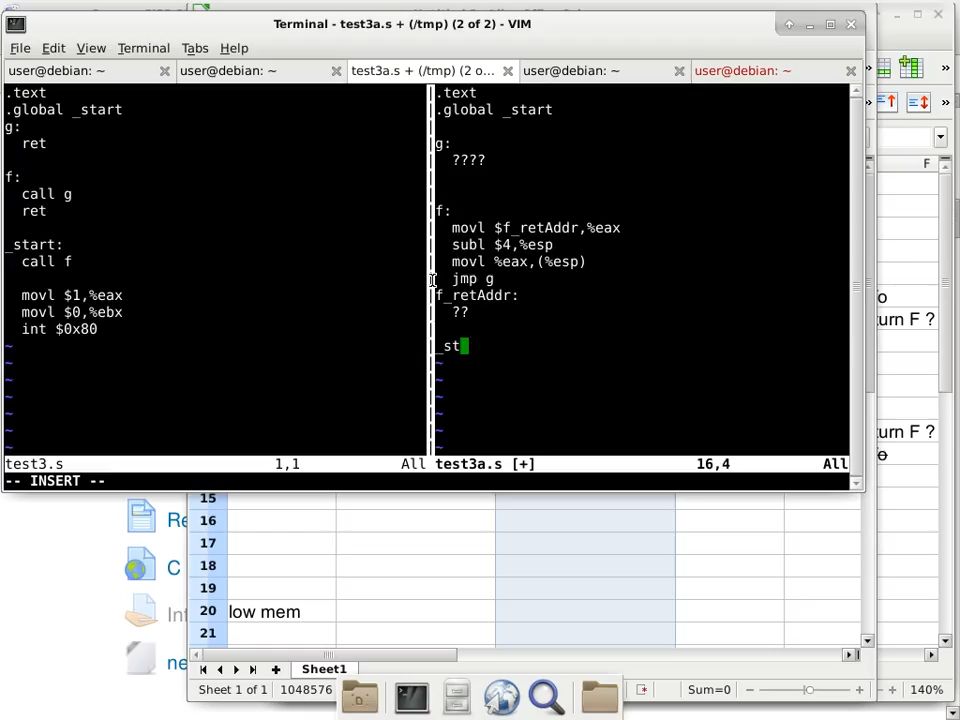 Terminal - test3a.s + (/tmp) (2 of 2) - VIM
File Edit View Terminal Tabs Help
user@debian: ~
user@debian: ~
test3a.s + (/tmp) (2 o...
user@debian: ~
user@debian: ~
.text
.global _start
g:
ret
f:
call g
ret
_start:
call f
movl $1,%eax
movl $0,%ebx
int $0x80
~
~
~
~
~
~
~
test3.s 1,1 All
.text
.global _start
g:
????
f:
movl $f_retAddr,%eax
subl $4,%esp
movl %eax,(%esp)
jmp g
f_retAddr:
??
_st
~
~
~
~
~
~
test3a.s [+] 16,4 All
-- INSERT --
»
»
F
urn F ?
urn F ?
Re
C
ne
15
16
17
18
19
20 low mem
21
Sheet1
Sheet 1 of 1
1048576
Sum=0
140%